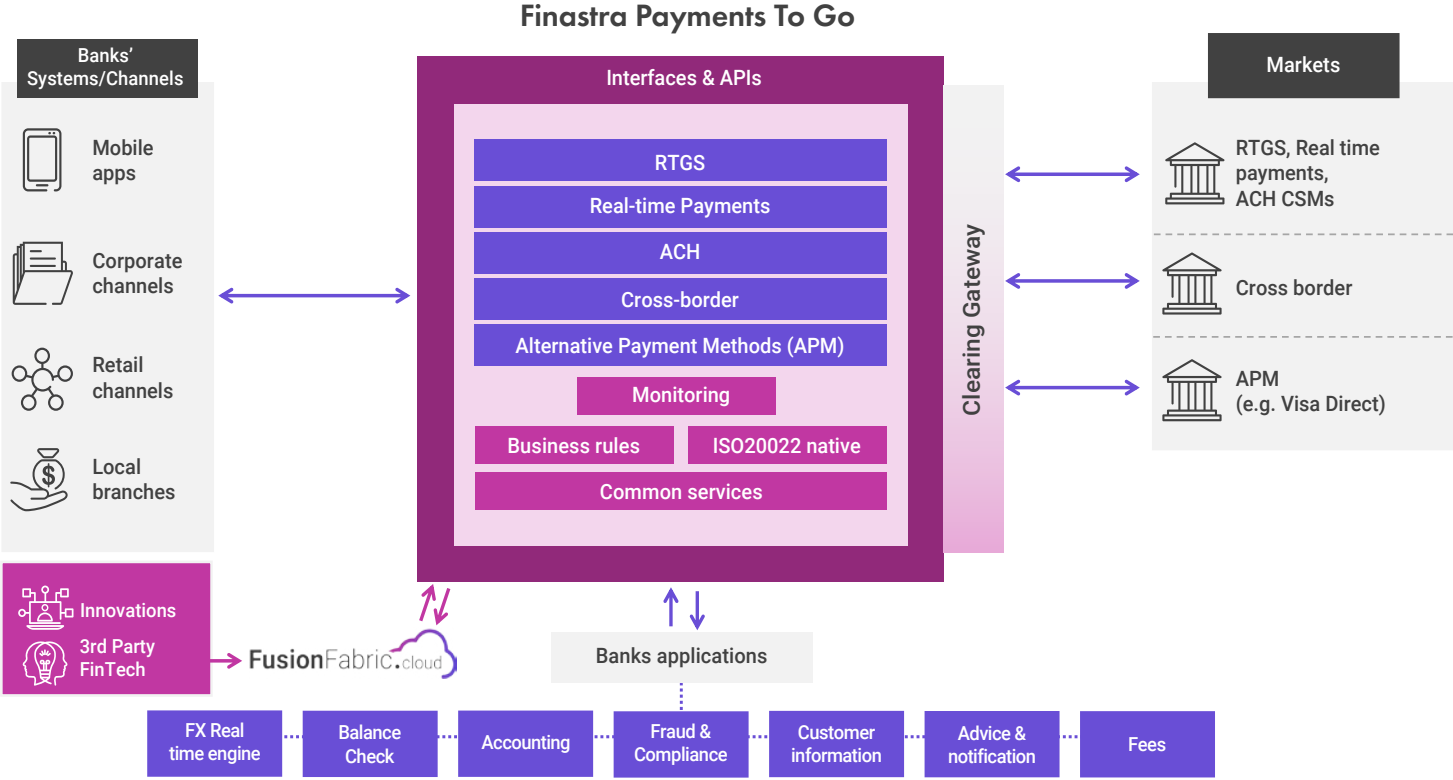 Finastra Payments To Go
Banks’
Systems/Channels
Mobile
apps
Corporate
channels
Retail
channels
Local
branches
Innovations
3rd Party
FinTech
FusionFabric.cloud
Interfaces & APIs
RTGS
Real-time Payments
ACH
Cross-border
Alternative Payment Methods (APM)
Monitoring
Business rules
ISO20022 native
Common services
Clearing Gateway
Markets
RTGS, Real time
payments,
ACH CSMs
Cross border
APM
(e.g. Visa Direct)
Banks applications
FX Real
time engine
Balance
Check
Accounting
Fraud &
Compliance
Customer
information
Advice &
notification
Fees
$